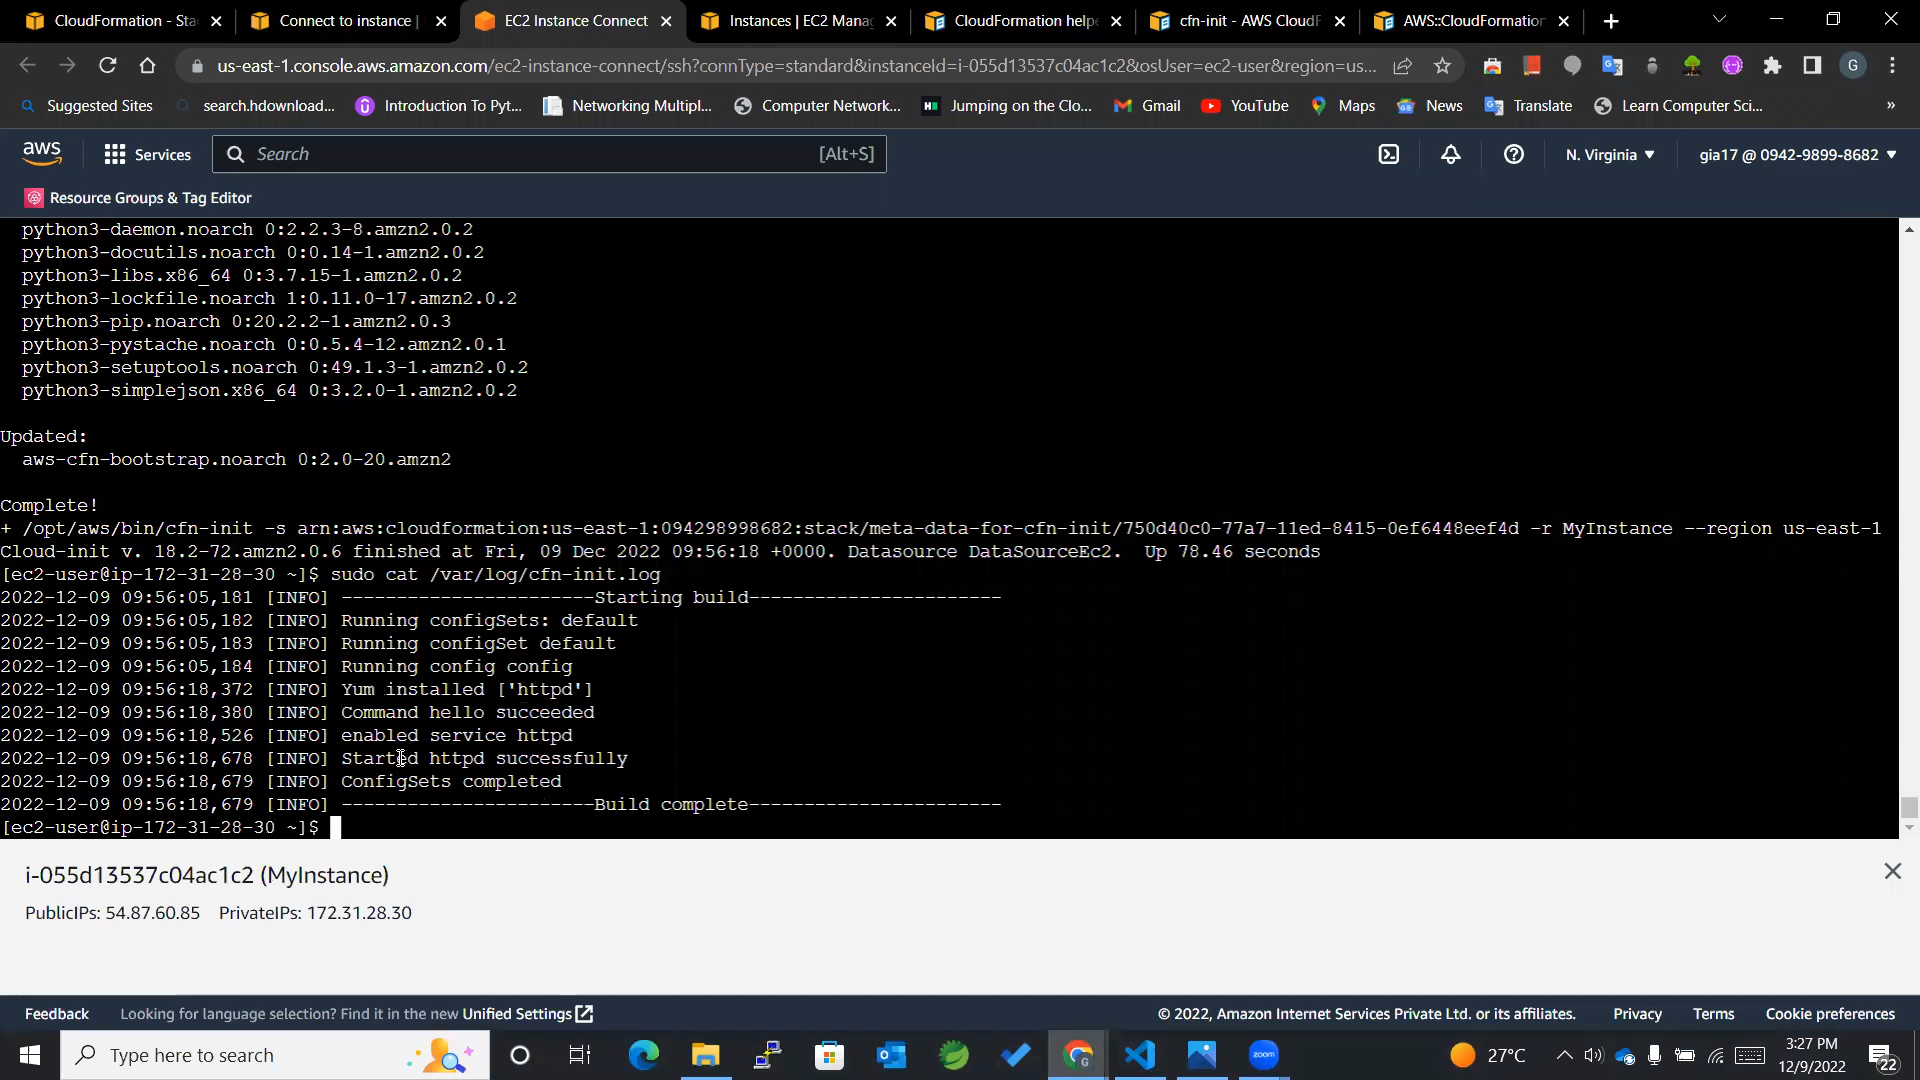 CloudFormation - Sta
Connect to instance |
EC2 Instance Connect
Instances | EC2 Manag
CloudFormation helpe
cfn-init - AWS CloudF
AWS::CloudFormation
us-east-1.console.aws.amazon.com/ec2-instance-connect/ssh?connType=standard&instanceId=i-055d13537c04ac1c2&osUser=ec2-user&region=us...
G
Suggested Sites
search.hdownload...
Introduction To Pyt...
Networking Multipl...
Computer Network...
Jumping on the Clo...
Gmail
YouTube
Maps
News
Translate
Learn Computer Sci...
»
aws
Services
Search
[Alt+S]
N. Virginia
gia17 @ 0942-9899-8682
Resource Groups & Tag Editor
python3-daemon.noarch 0:2.2.3-8.amzn2.0.2
python3-docutils.noarch 0:0.14-1.amzn2.0.2
python3-libs.x86_64 0:3.7.15-1.amzn2.0.2
python3-lockfile.noarch 1:0.11.0-17.amzn2.0.2
python3-pip.noarch 0:20.2.2-1.amzn2.0.3
python3-pystache.noarch 0:0.5.4-12.amzn2.0.1
python3-setuptools.noarch 0:49.1.3-1.amzn2.0.2
python3-simplejson.x86_64 0:3.2.0-1.amzn2.0.2
Updated:
aws-cfn-bootstrap.noarch 0:2.0-20.amzn2
Complete!
+ /opt/aws/bin/cfn-init -s arn:aws:cloudformation:us-east-1:094298998682:stack/meta-data-for-cfn-init/750d40c0-77a7-11ed-8415-0ef6448eef4d -r MyInstance --region us-east-1
Cloud-init v. 18.2-72.amzn2.0.6 finished at Fri, 09 Dec 2022 09:56:18 +0000. Datasource DataSourceEc2.  Up 78.46 seconds
[ec2-user@ip-172-31-28-30 ~]$ sudo cat /var/log/cfn-init.log
2022-12-09 09:56:05,181 [INFO] -----------------------Starting build-----------------------
2022-12-09 09:56:05,182 [INFO] Running configSets: default
2022-12-09 09:56:05,183 [INFO] Running configSet default
2022-12-09 09:56:05,184 [INFO] Running config config
2022-12-09 09:56:18,372 [INFO] Yum installed ['httpd']
2022-12-09 09:56:18,380 [INFO] Command hello succeeded
2022-12-09 09:56:18,526 [INFO] enabled service httpd
2022-12-09 09:56:18,678 [INFO] Started httpd successfully
2022-12-09 09:56:18,679 [INFO] ConfigSets completed
2022-12-09 09:56:18,679 [INFO] -----------------------Build complete-----------------------
[ec2-user@ip-172-31-28-30 ~]$
i-055d13537c04ac1c2 (MyInstance)
PublicIPs: 54.87.60.85   PrivateIPs: 172.31.28.30
Feedback
Looking for language selection? Find it in the new Unified Settings
© 2022, Amazon Internet Services Private Ltd. or its affiliates.
Privacy
Terms
Cookie preferences
Type here to search
zoom
27°C
3:27 PM
12/9/2022
22